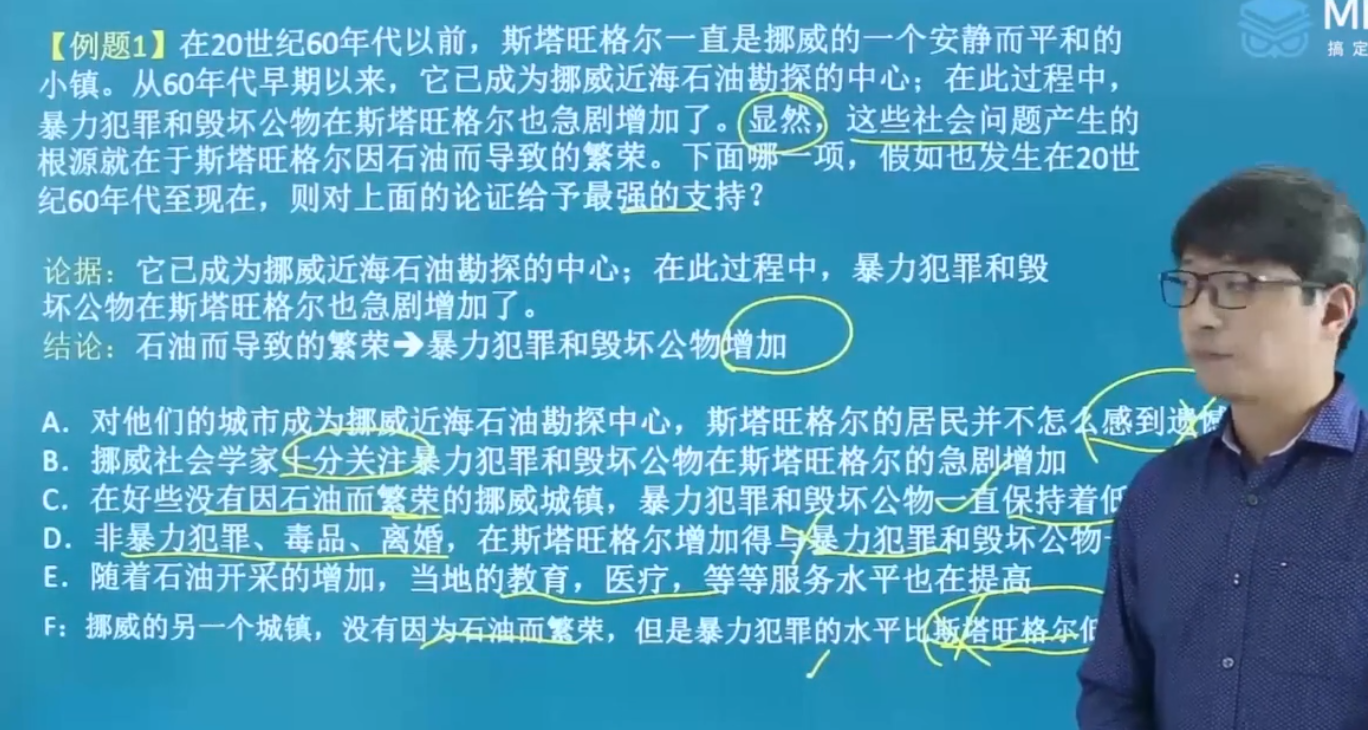 【例题1】在20世纪60年代以前，斯塔旺格尔一直是挪威的一个安静而平和的
小镇。从60年代早期以来，它已成为挪威近海石油勘探的中心；在此过程中，
暴力犯罪和毁坏公物在斯塔旺格尔也急剧增加了。显然，这些社会问题产生的
根源就在于斯塔旺格尔因石油而导致的繁荣。下面哪一项，假如也发生在20世
纪60年代至现在，则对上面的论证给予最强的支持？
论据：它已成为挪威近海石油勘探的中心；在此过程中，暴力犯罪和毁
坏公物在斯塔旺格尔也急剧增加了。
结论：石油而导致的繁荣➔暴力犯罪和毁坏公物增加
A．对他们的城市成为挪威近海石油勘探中心，斯塔旺格尔的居民并不怎么感到遗憾
B．挪威社会学家十分关注暴力犯罪和毁坏公物在斯塔旺格尔的急剧增加
C．在好些没有因石油而繁荣的挪威城镇，暴力犯罪和毁坏公物一直保持着低
D．非暴力犯罪、毒品、离婚，在斯塔旺格尔增加得与暴力犯罪和毁坏公物一
E．随着石油开采的增加，当地的教育，医疗，等等服务水平也在提高
F：挪威的另一个城镇，没有因为石油而繁荣，但是暴力犯罪的水平比斯塔旺格尔低
搞定